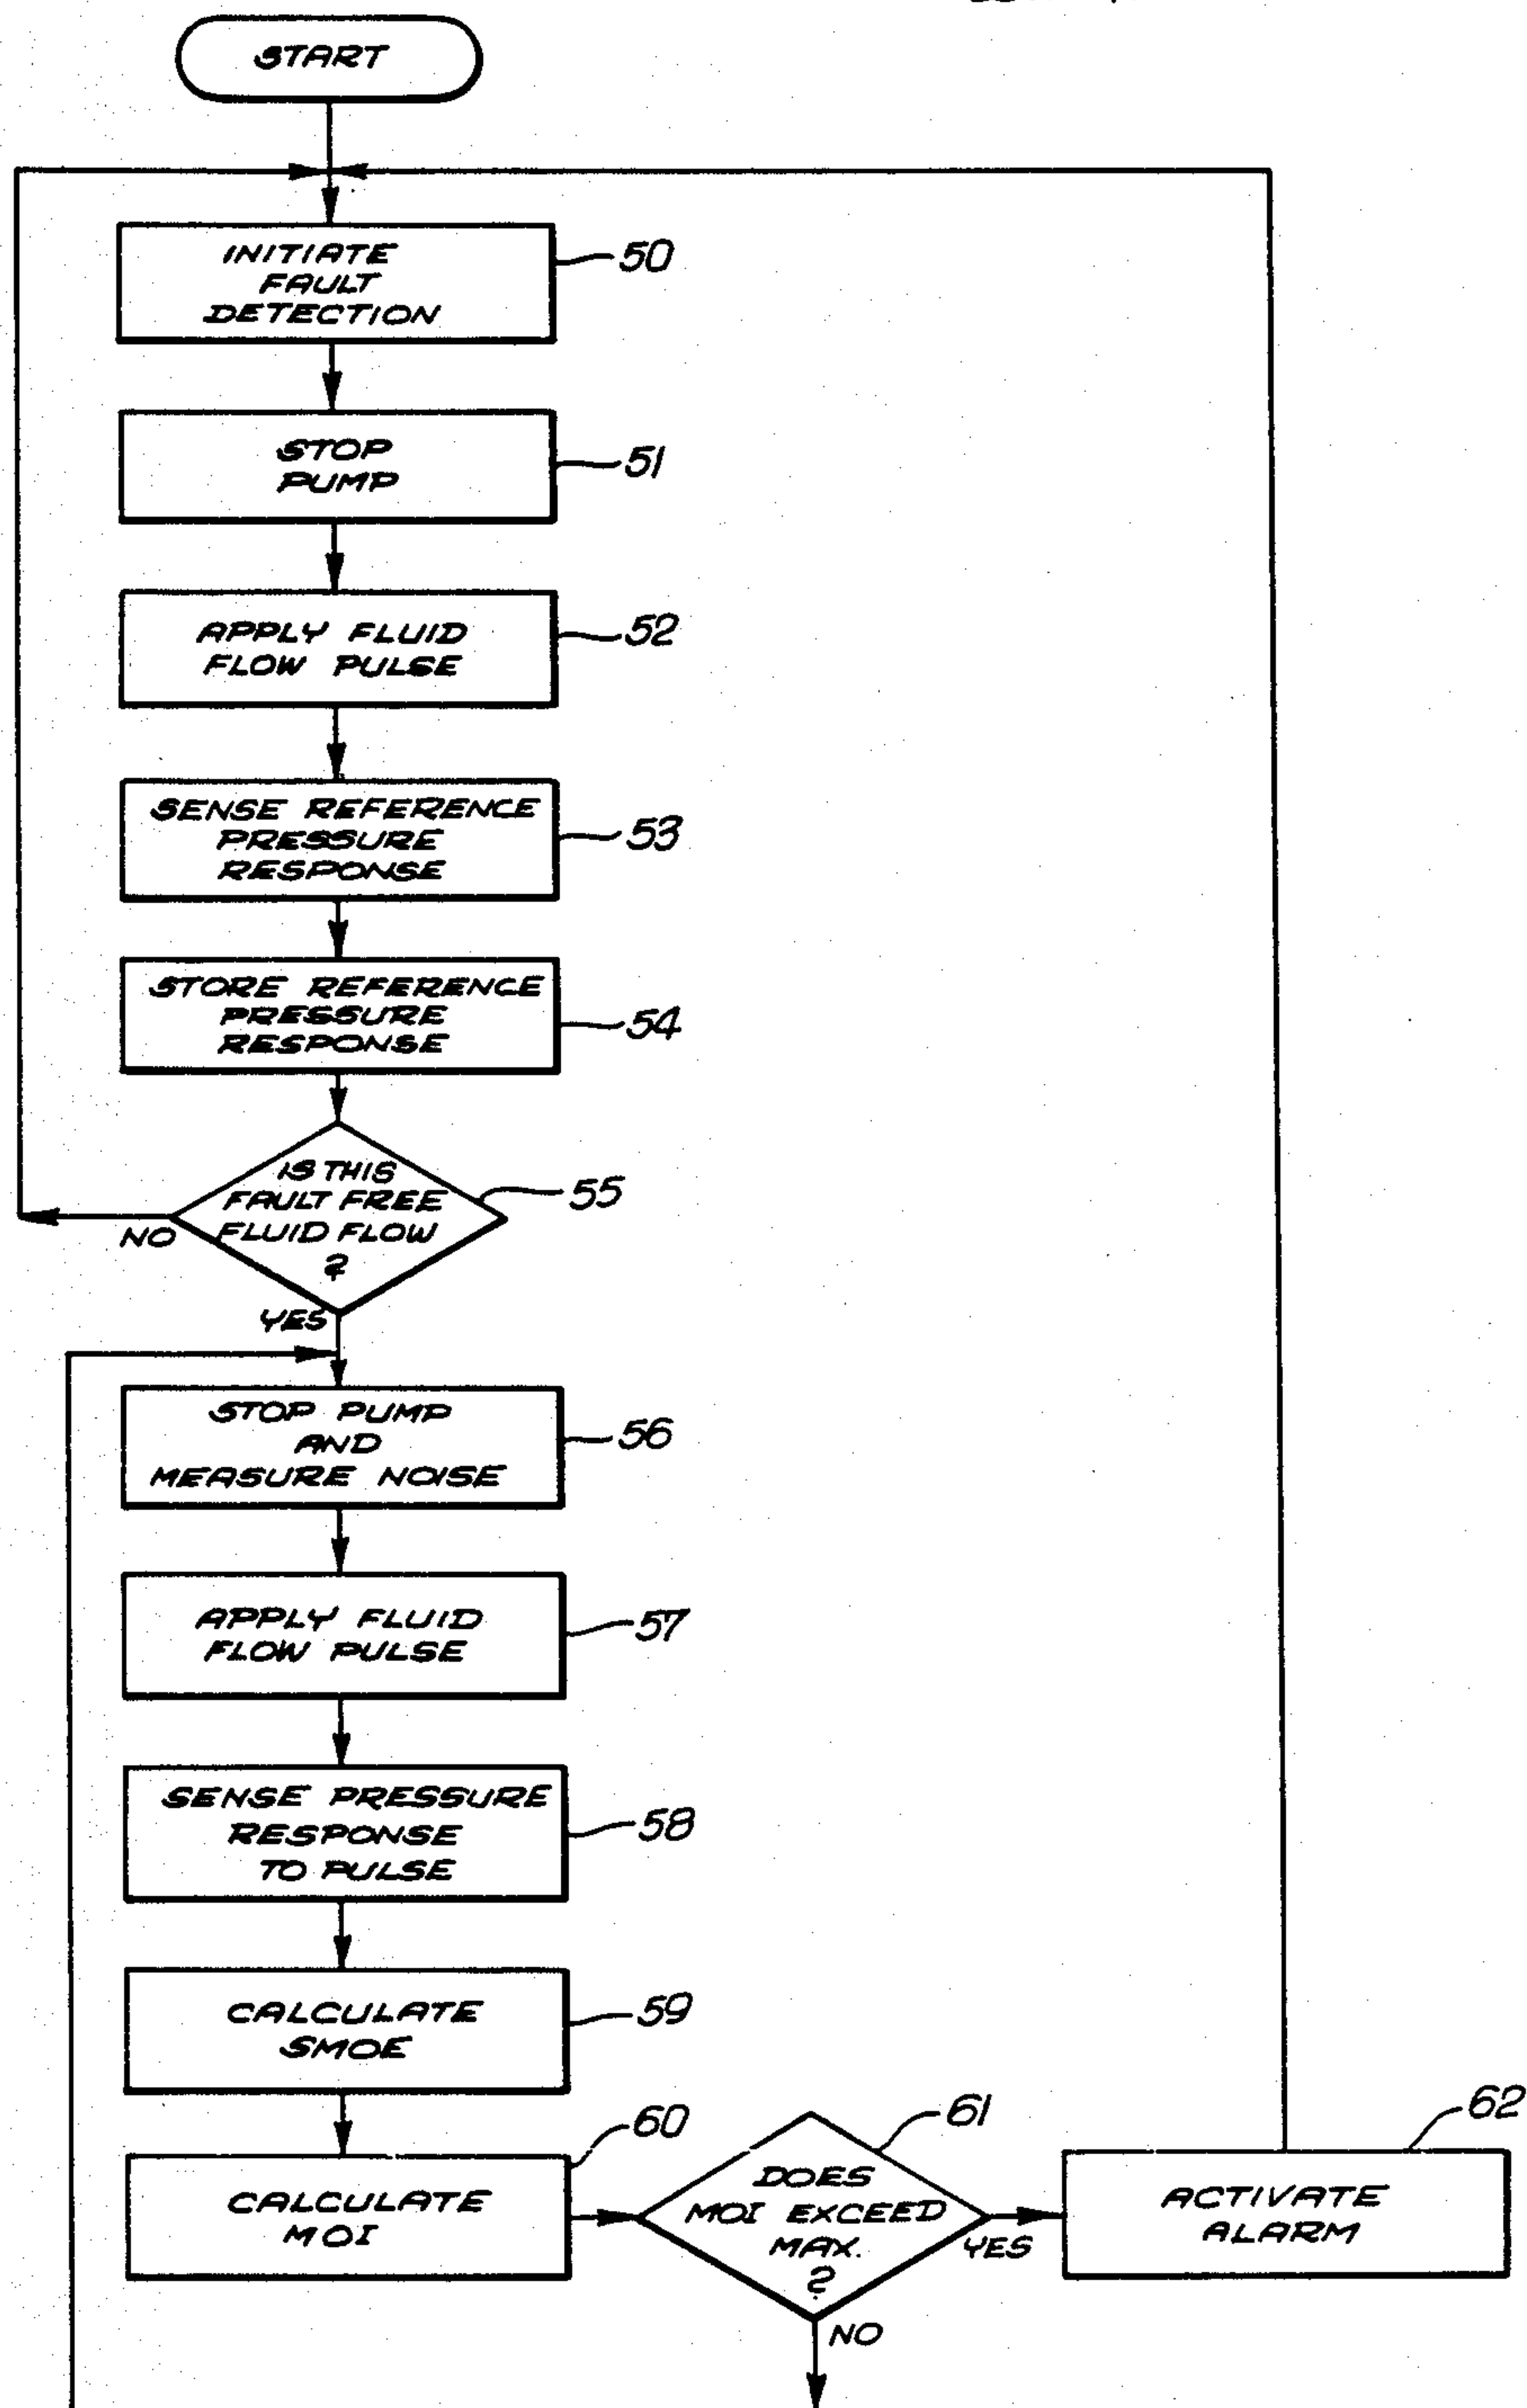 START
INITIATE
FAULT
DETECTION
50
STOP
PUMP
51
APPLY FLUID
FLOW PULSE
52
SENSE REFERENCE
PRESSURE
RESPONSE
53
STORE REFERENCE
PRESSURE
RESPONSE
54
IS THIS
FAULT FREE
FLUID FLOW
?
55
NO
YES
STOP PUMP
AND
MEASURE NOISE
56
APPLY FLUID
FLOW PULSE
57
SENSE PRESSURE
RESPONSE
TO PULSE
58
CALCULATE
SMOE
59
CALCULATE
MOI
60
DOES
MOI EXCEED
MAX.
?
61
YES
NO
ACTIVATE
ALARM
62